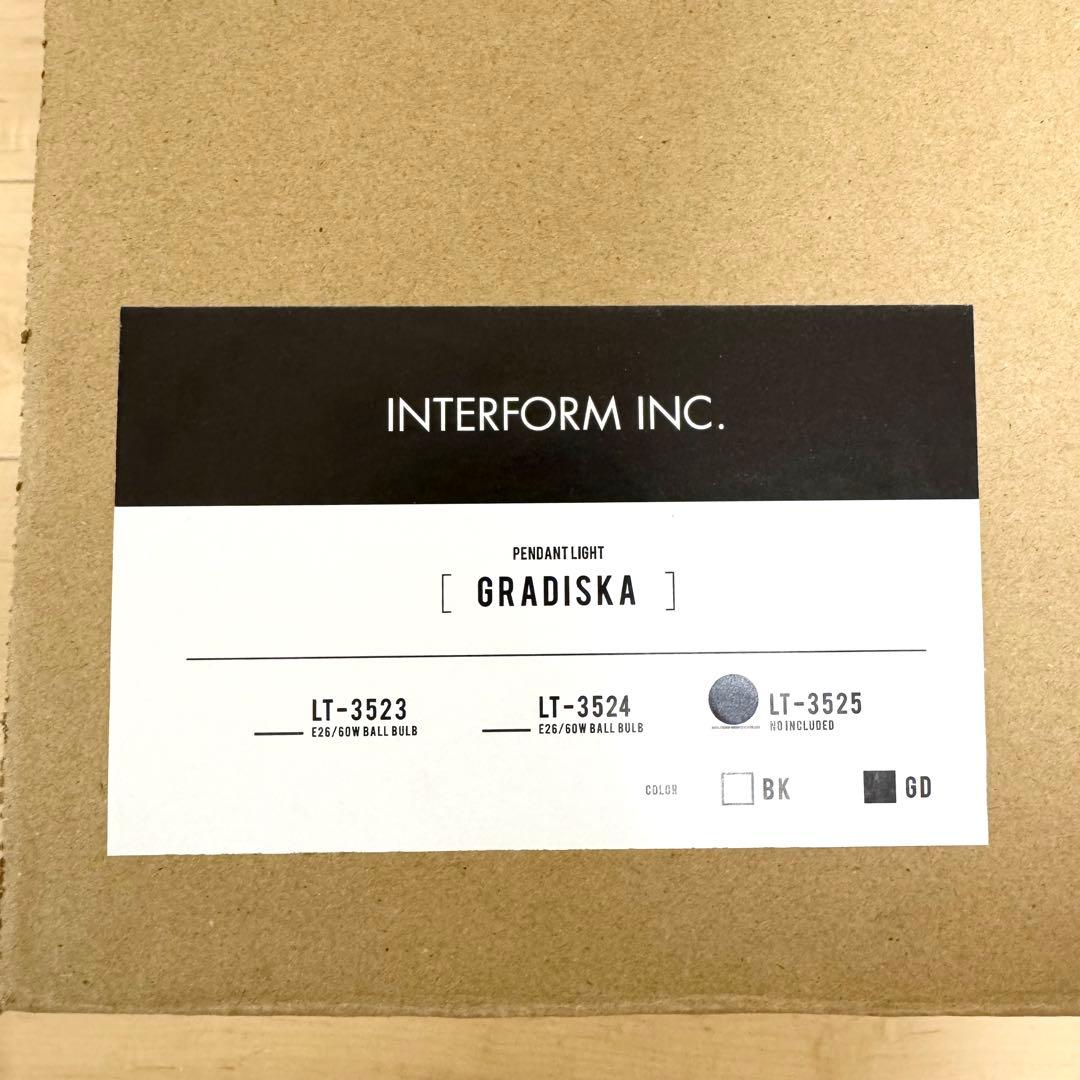 INTERFORM INC.
PENDANT LIGHT
[ GRADISKA ]
LT-3523
E26/60W BALL BULB
LT-3524
E26/60W BALL BULB
LT-3525
NO INCLUDED
COLOR BK GD